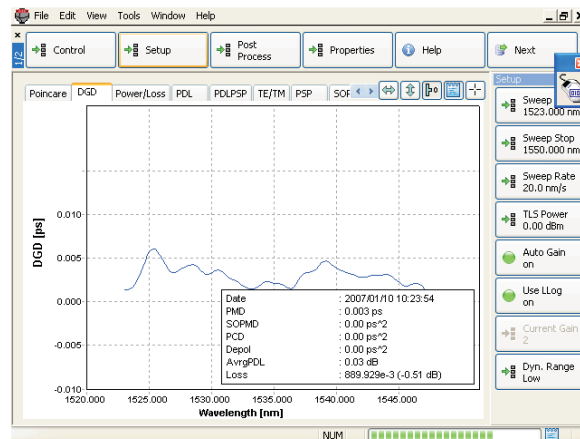 File Edit View Tools Window Help
1/2
Control
Setup
Post
Process
Properties
Help
Next
Poincare DGD Power/Loss PDL PDLPSP TE/TM PSP SOP
Setup
Sweep
1523.000 nm
Sweep Stop
1550.000 nm
Sweep Rate
20.0 nm/s
TLS Power
0.00 dBm
Auto Gain
on
Use LLog
on
Current Gain
2
Dyn. Range
Low
DGD [ps]
0.010
0.005
0.000
-0.005
-0.010
1520.000 1525.000 1530.000 1535.000 1540.000 1545.000
Wavelength [nm]
Date : 2007/01/10 10:23:54
PMD : 0.003 ps
SOPMD : 0.00 ps^2
PCD : 0.00 ps^2
Depol : 0.00 ps^2
AvrgPDL : 0.03 dB
Loss : 889.929e-3 (-0.51 dB)
NUM